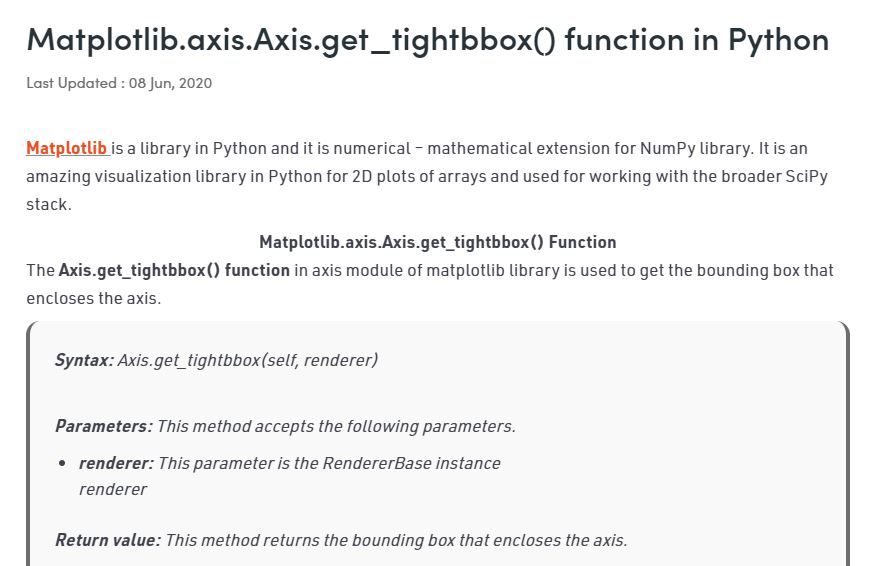 Matplotlib.axis.Axis.get_tightbbox() function in Python
Last Updated : 08 Jun, 2020
Matplotlib is a library in Python and it is numerical – mathematical extension for NumPy library. It is an
amazing visualization library in Python for 2D plots of arrays and used for working with the broader SciPy
stack.
Matplotlib.axis.Axis.get_tightbbox() Function
The Axis.get_tightbbox() function in axis module of matplotlib library is used to get the bounding box that
encloses the axis.
Syntax: Axis.get_tightbbox(self, renderer)
Parameters: This method accepts the following parameters.
• renderer: This parameter is the RendererBase instance
renderer
Return value: This method returns the bounding box that encloses the axis.